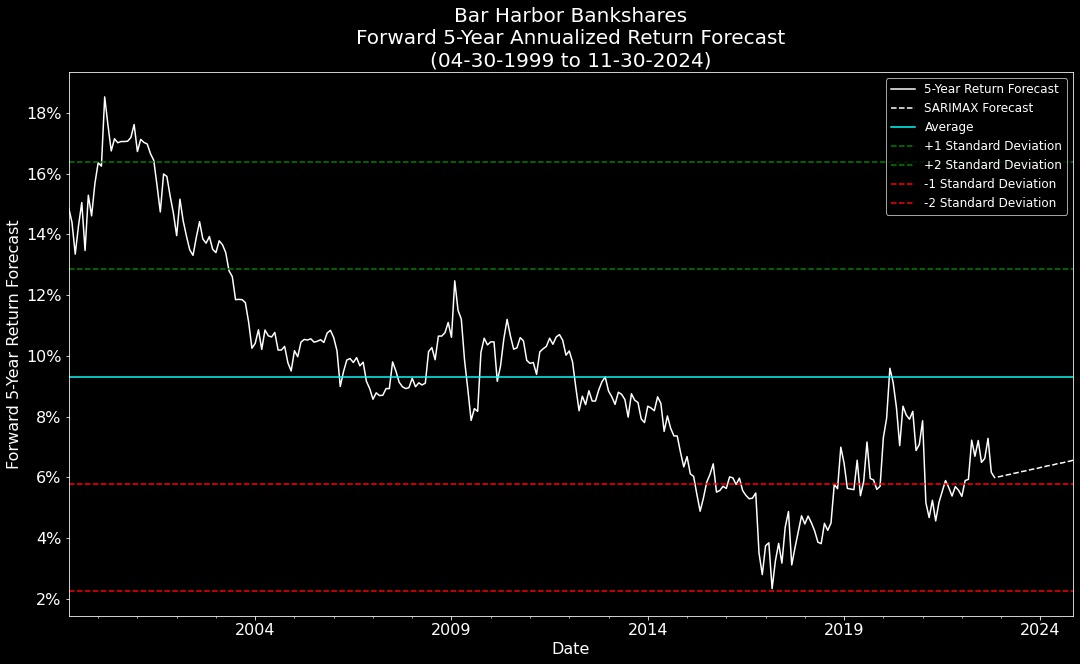 Bar Harbor Bankshares
Forward 5-Year Annualized Return Forecast
(04-30-1999 to 11-30-2024)
5-Year Return Forecast
SARIMAX Forecast
Average
+1 Standard Deviation
+2 Standard Deviation
-1 Standard Deviation
-2 Standard Deviation
Forward 5-Year Return Forecast
18%
16%
14%
12%
10%
8%
6%
4%
2%
2004
2009
2014
2019
2024
Date